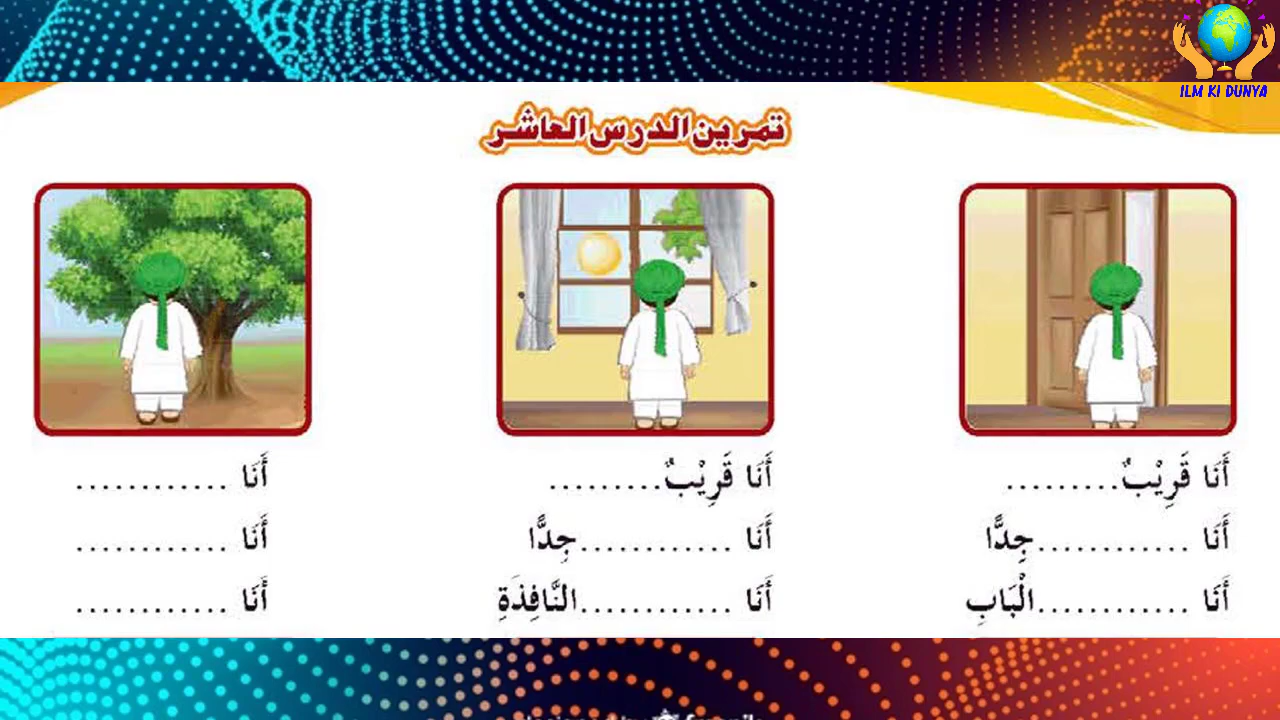 ILM KI DUNYA
تمرين الدرس العاشر
أَنَا قَرِيْبٌ.........
أَنَا ............جِدًّا
أَنَا ............الْبَابِ
أَنَا قَرِيْبٌ.........
أَنَا ............جِدًّا
أَنَا ............النَّافِذَةِ
أَنَا ............
أَنَا ............
أَنَا ............